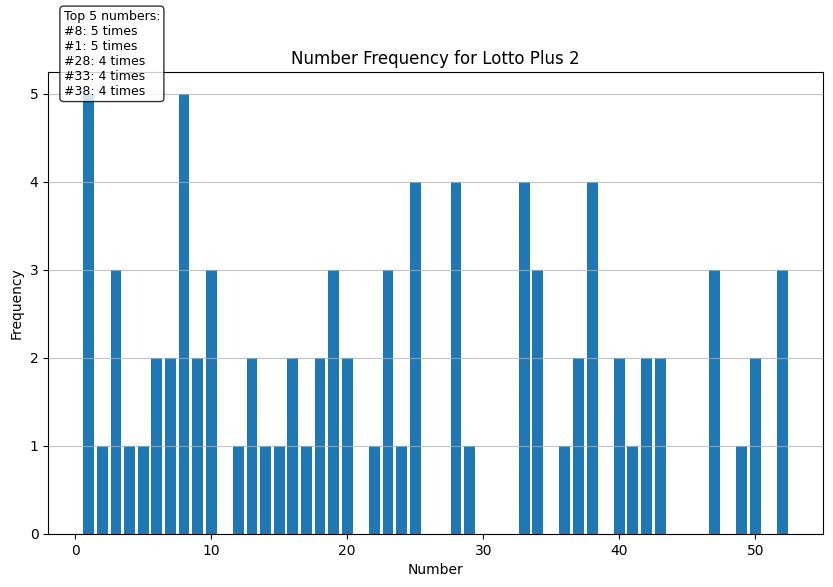 Top 5 numbers:
#8: 5 times
#1: 5 times
#28: 4 times
#33: 4 times
#38: 4 times
Number Frequency for Lotto Plus 2
5
4
3
2
1
0
Frequency
0 10 20 30 40 50
Number